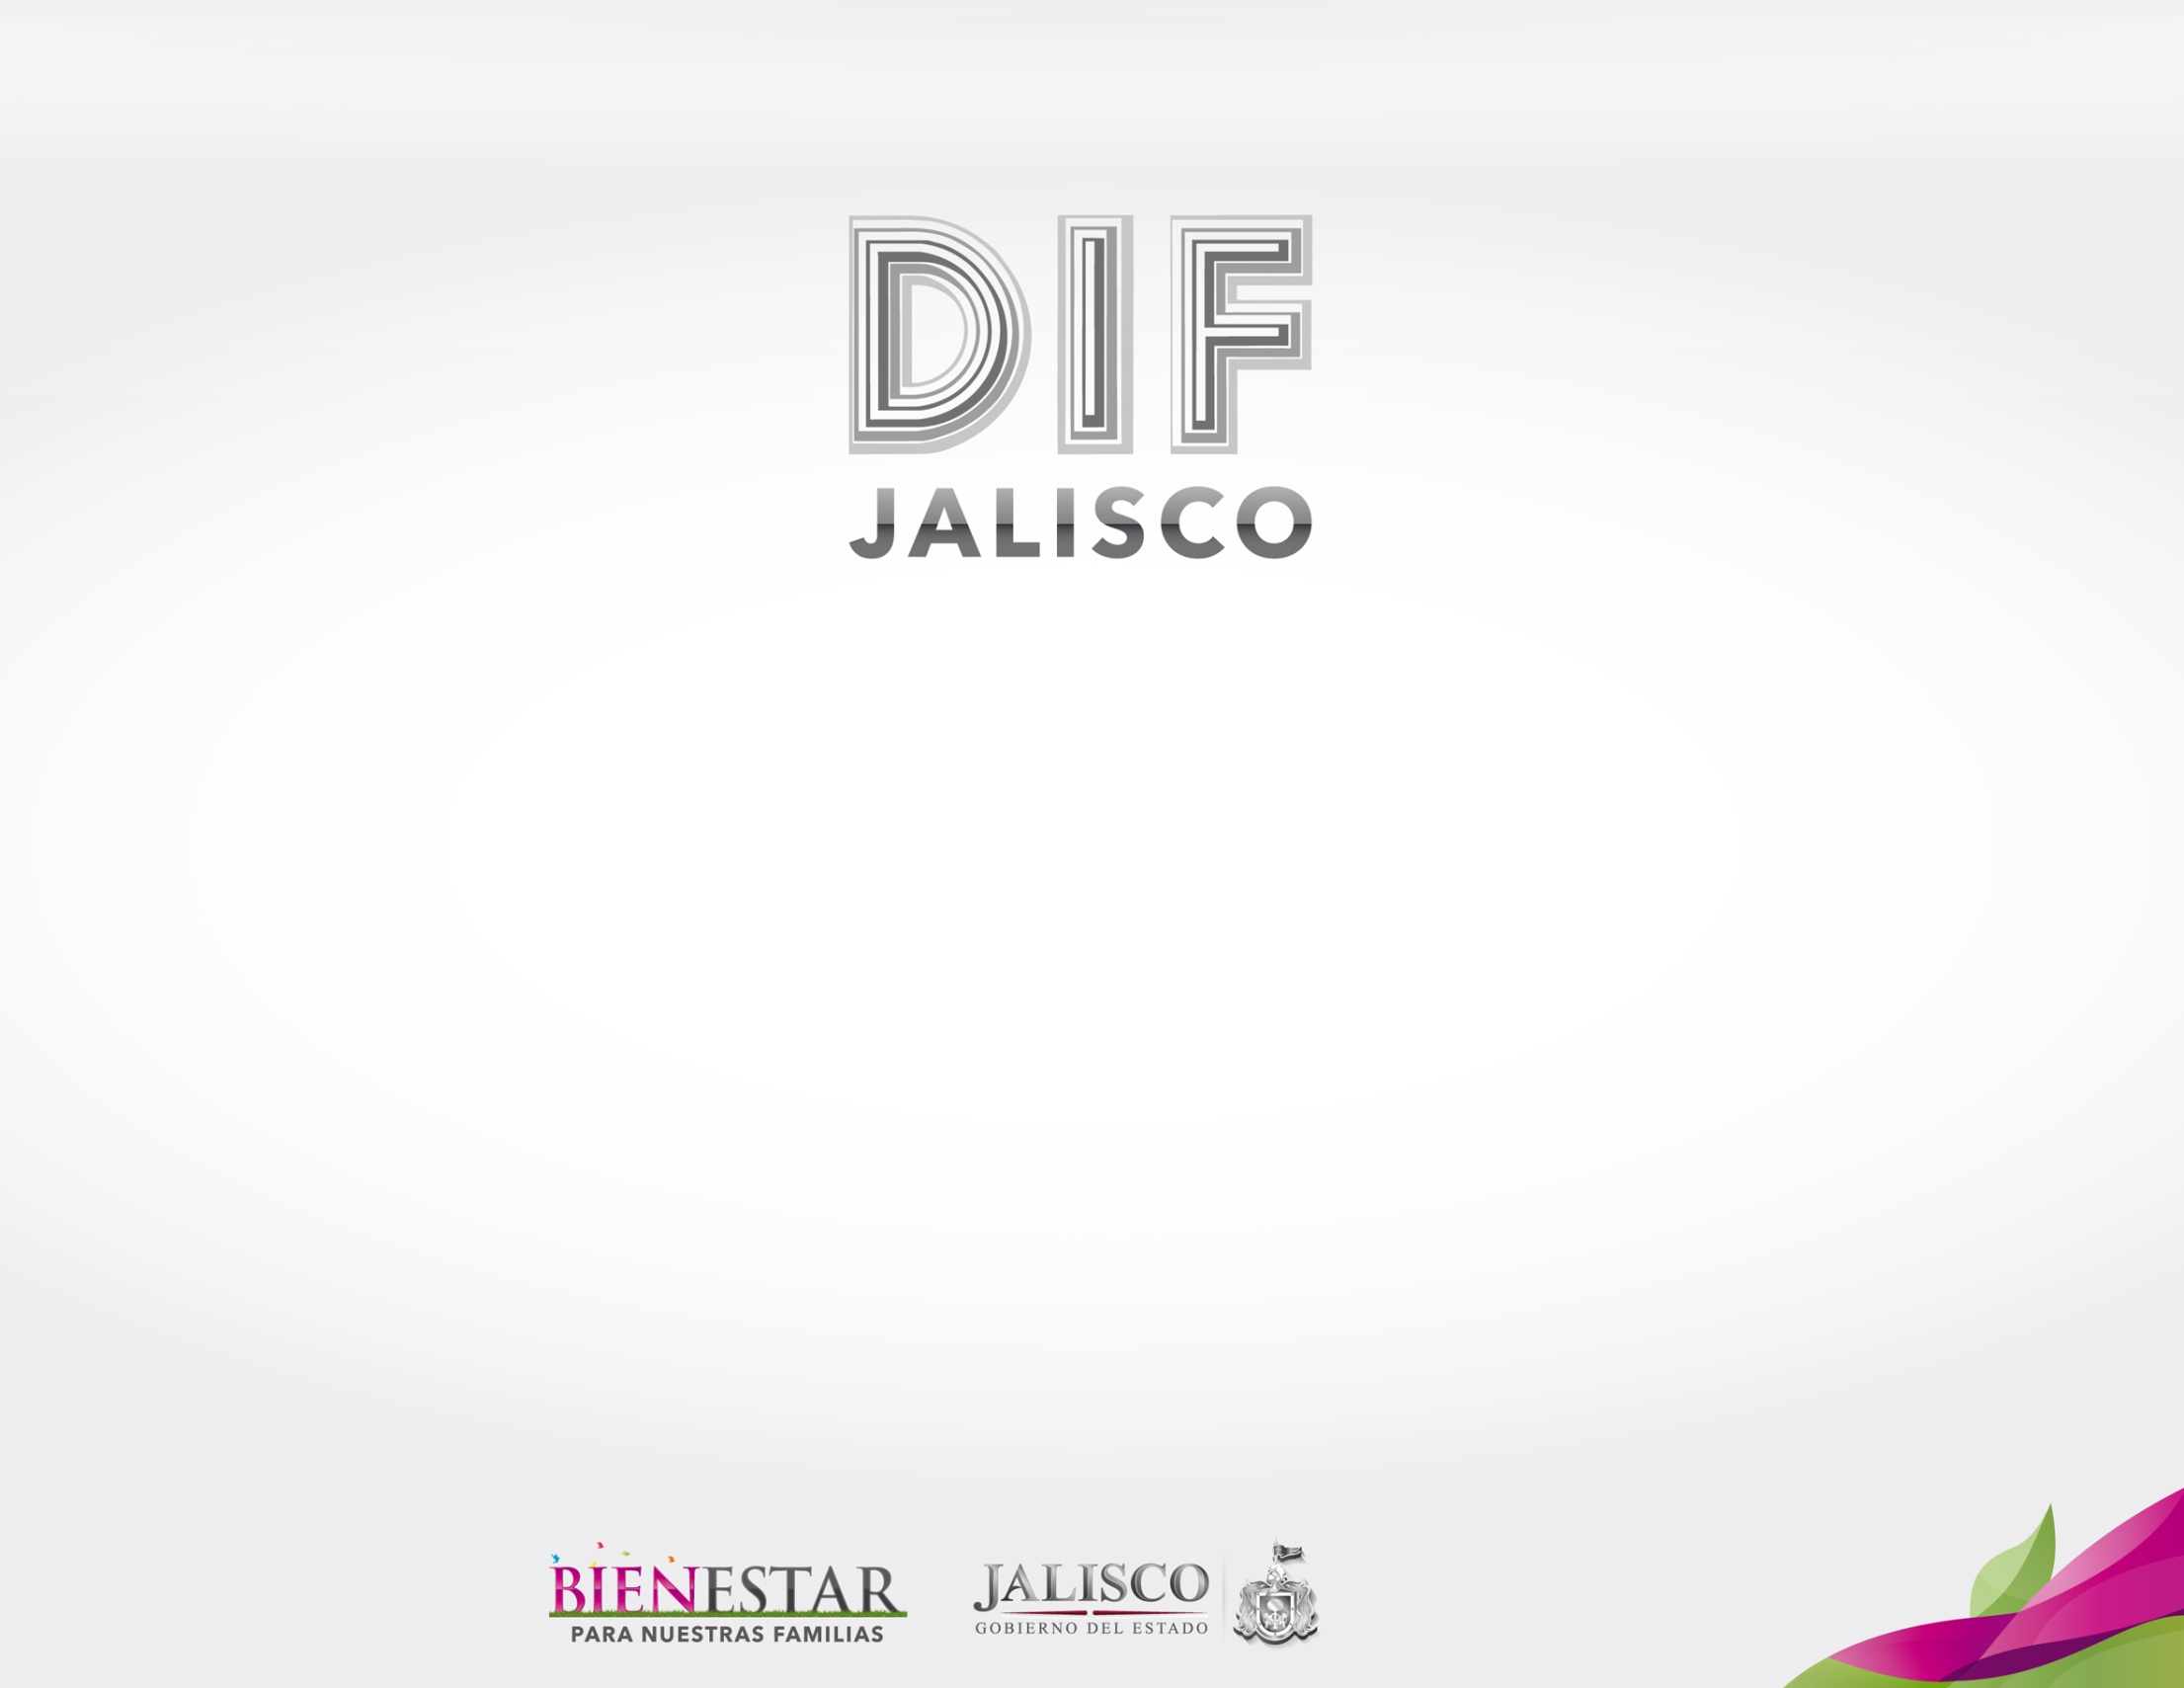 DIF
JALISCO
BIENESTAR
PARA NUESTRAS FAMILIAS
JALISCO
GOBIERNO DEL ESTADO